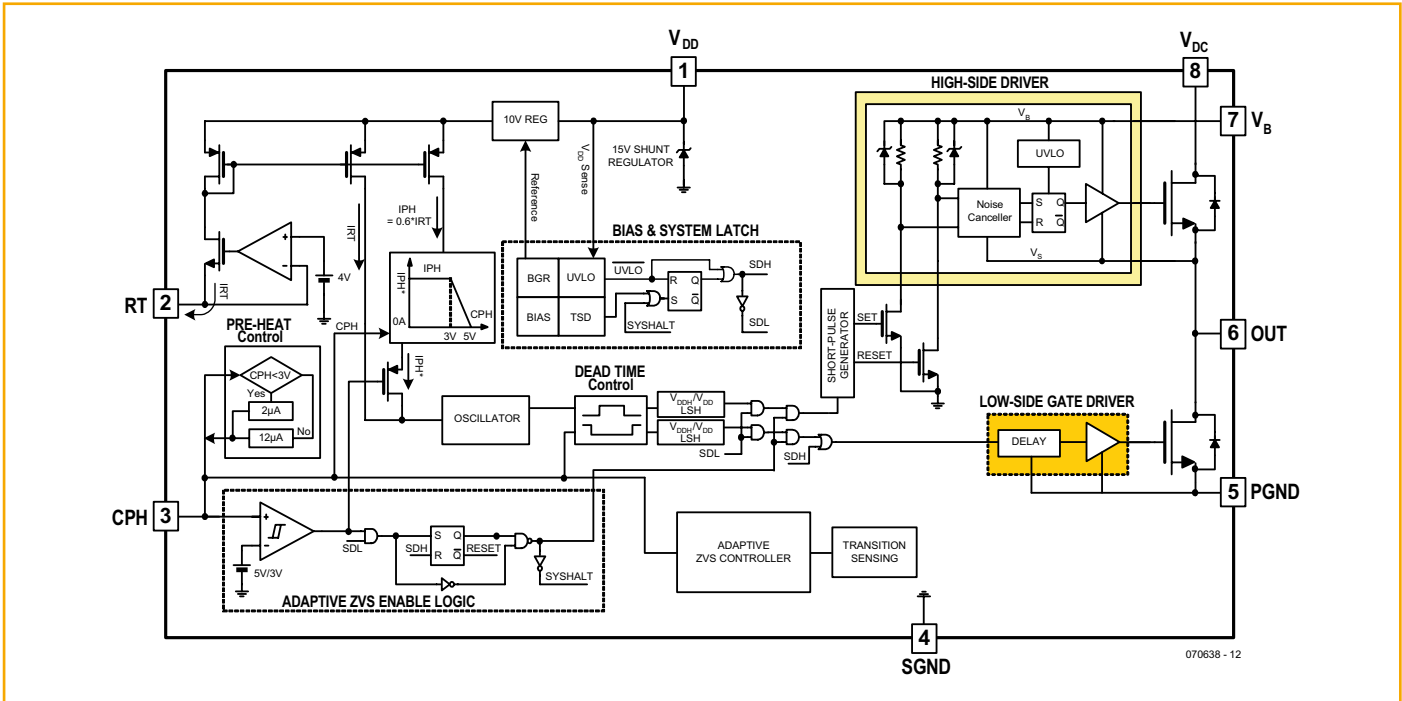 VDD
1
VDC
8
HIGH-SIDE DRIVER
7 VB
VB
10V REG
15V SHUNT
REGULATOR
VDD Sense
Reference
UVLO
Noise
Canceller
S Q
R Q̅
VS
IPH
= 0.6*IRT
IRT
BIAS & SYSTEM LATCH
BGR UVLO
BIAS TSD
U̅V̅L̅O̅
R Q
S Q̅
SDH
SDL
SYSHALT
4V
RT 2
IRT
IPH*
IPH
0A
CPH
3V 5V
CPH
IPH*
PRE-HEAT
Control
CPH<3V
Yes
2µA
No
12µA
SHORT-PULSE
GENERATOR
SET
RESET
6 OUT
DEAD TIME
Control
OSCILLATOR
VDDH/VDD
LSH
VDDH/VDD
LSH
SDL
SDH
LOW-SIDE GATE DRIVER
DELAY
5 PGND
CPH 3
5V/3V
SDL
SDH
S Q
R Q̅
RESET
SYSHALT
ADAPTIVE ZVS ENABLE LOGIC
ADAPTIVE
ZVS CONTROLLER
TRANSITION
SENSING
4
SGND
070638 - 12